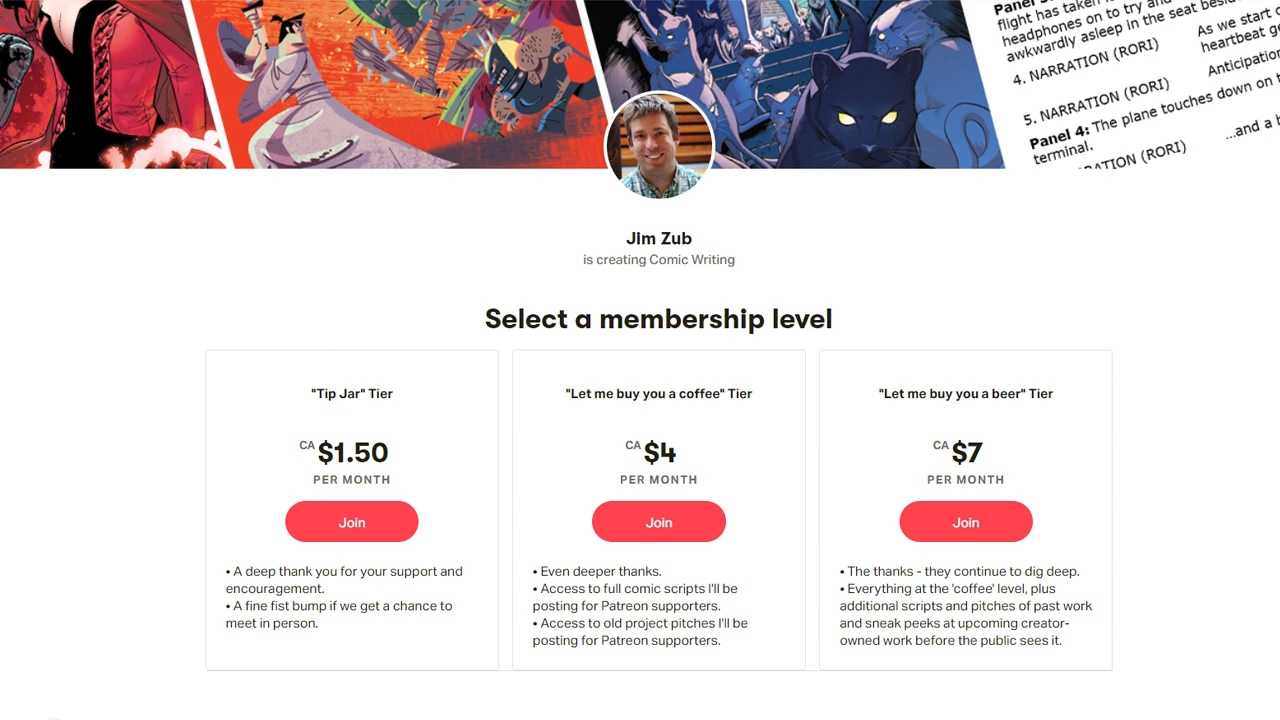 Panel 3:
flight has taken
headphones on to try and
awkwardly asleep in the seat
4. NARRATION (RORI)
As we start
heartbeat
5. NARRATION (RORI)
Panel 4: The plane touches down on
terminal.
(RORI)
...and a
Jim Zub
is creating Comic Writing
Select a membership level
"Tip Jar" Tier
CA $1.50
PER MONTH
Join
• A deep thank you for your support and
encouragement.
• A fine fist bump if we get a chance to
meet in person.
"Let me buy you a coffee" Tier
CA $4
PER MONTH
Join
• Even deeper thanks.
• Access to full comic scripts I'll be
posting for Patreon supporters.
• Access to old project pitches I'll be
posting for Patreon supporters.
"Let me buy you a beer" Tier
CA $7
PER MONTH
Join
• The thanks - they continue to dig deep.
• Everything at the 'coffee' level, plus
additional scripts and pitches of past work
and sneak peeks at upcoming creator-
owned work before the public sees it.